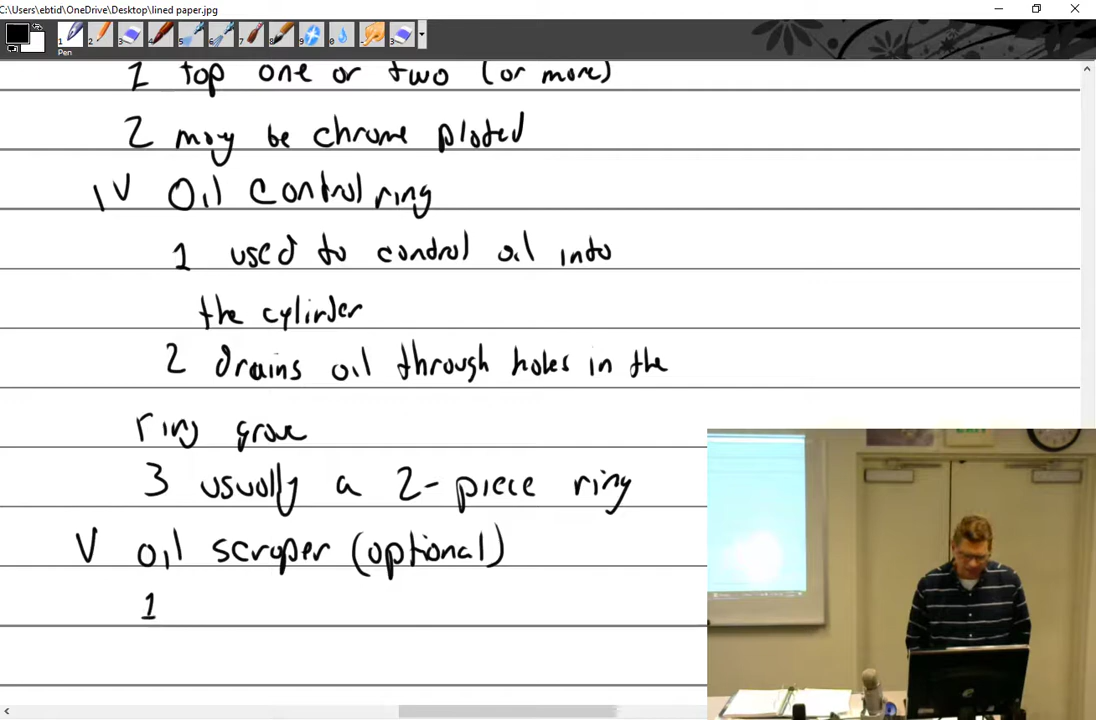 C:\Users\ebtid\OneDrive\Desktop\lined paper.jpg
Pen
1 top one or two (or more)
2 may be chrome plated
IV Oil control ring
1 used to control oil into
the cylinder
2 drains oil through holes in the
ring grove
3 usually a 2-piece ring
V oil scraper (optional)
1
EXIT